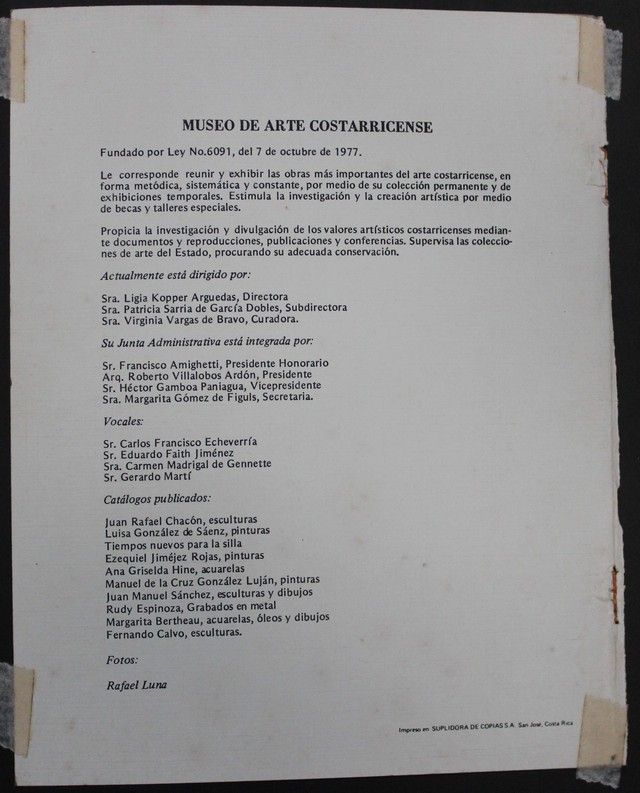 MUSEO DE ARTE COSTARRICENSE
Fundado por Ley No.6091, del 7 de octubre de 1977.
Le corresponde reunir y exhibir las obras más importantes del arte costarricense, en
forma metódica, sistemática y constante, por medio de su colección permanente y de
exhibiciones temporales. Estimula la investigación y la creación artística por medio
de becas y talleres especiales.
Propicia la investigación y divulgación de los valores artísticos costarricenses median-
te documentos y reproducciones, publicaciones y conferencias. Supervisa las coleccio-
nes de arte del Estado, procurando su adecuada conservación.
Actualmente está dirigido por:
Sra. Ligia Kopper Arguedas, Directora
Sra. Patricia Sarria de García Dobles, Subdirectora
Sra. Virginia Vargas de Bravo, Curadora.
Su Junta Administrativa está integrada por:
Sr. Francisco Amighetti, Presidente Honorario
Arq. Roberto Villalobos Ardón, Presidente
Sr. Héctor Gamboa Paniagua, Vicepresidente
Sra. Margarita Gómez de Figuls, Secretaria.
Vocales:
Sr. Carlos Francisco Echeverría
Sr. Eduardo Faith Jiménez
Sra. Carmen Madrigal de Gennette
Sr. Gerardo Martí
Catálogos publicados:
Juan Rafael Chacón, esculturas
Luisa González de Sáenz, pinturas
Tiempos nuevos para la silla
Ezequiel Jiméjez Rojas, pinturas
Ana Griselda Hine, acuarelas
Manuel de la Cruz González Luján, pinturas
Juan Manuel Sánchez, esculturas y dibujos
Rudy Espinoza, Grabados en metal
Margarita Bertheau, acuarelas, óleos y dibujos
Fernando Calvo, esculturas.
Fotos:
Rafael Luna
Impreso en SUPLIDORA DE COPIAS S.A. San José, Costa Rica